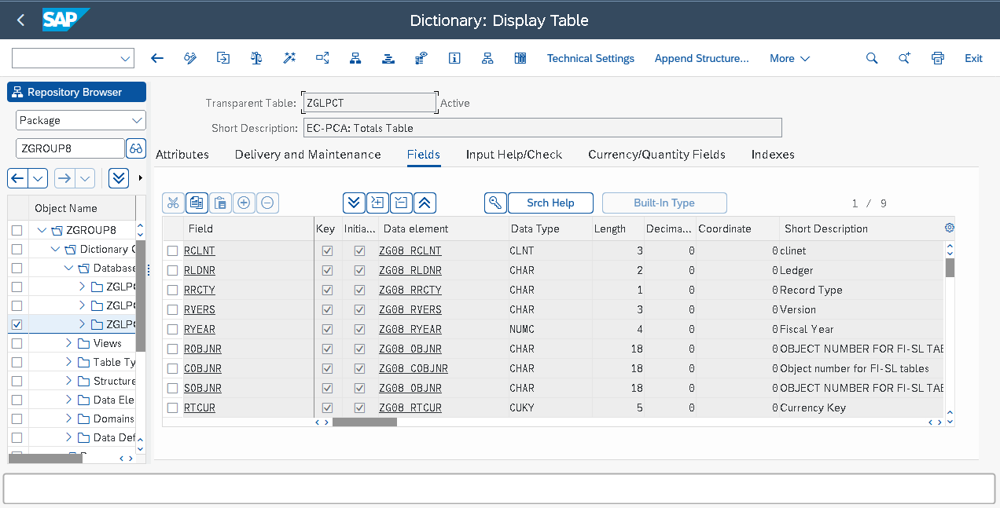 SAP
Dictionary: Display Table
Technical Settings Append Structure... More Exit
Repository Browser
Package
ZGROUP8
Object Name
ZGROUP8
Dictionary
Database
ZGLP
ZGLP
ZGLP
Views
Table Ty
Structure
Data Ele
Domains
Data Def
Transparent Table: ZGLPCT Active
Short Description: EC-PCA: Totals Table
Attributes Delivery and Maintenance Fields Input Help/Check Currency/Quantity Fields Indexes
Srch Help Built-In Type 1 / 9
Field Key Initia... Data element Data Type Length Decima... Coordinate Short Description
RCLNT ZG08_RCLNT CLNT 3 0 0 clinet
RLDNR ZG08_RLDNR CHAR 2 0 0 Ledger
RRCTY ZG08_RRCTY CHAR 1 0 0 Record Type
RVERS ZG08_RVERS CHAR 3 0 0 Version
RYEAR ZG08_RYEAR NUMC 4 0 0 Fiscal Year
ROBJNR ZG08_OBJNR CHAR 18 0 0 OBJECT NUMBER FOR FI-SL TAB
COBJNR ZG08_COBJNR CHAR 18 0 0 Object number for FI-SL tables
SOBJNR ZG08_OBJNR CHAR 18 0 0 OBJECT NUMBER FOR FI-SL TAB
RTCUR ZG08_RTCUR CUKY 5 0 0 Currency Key